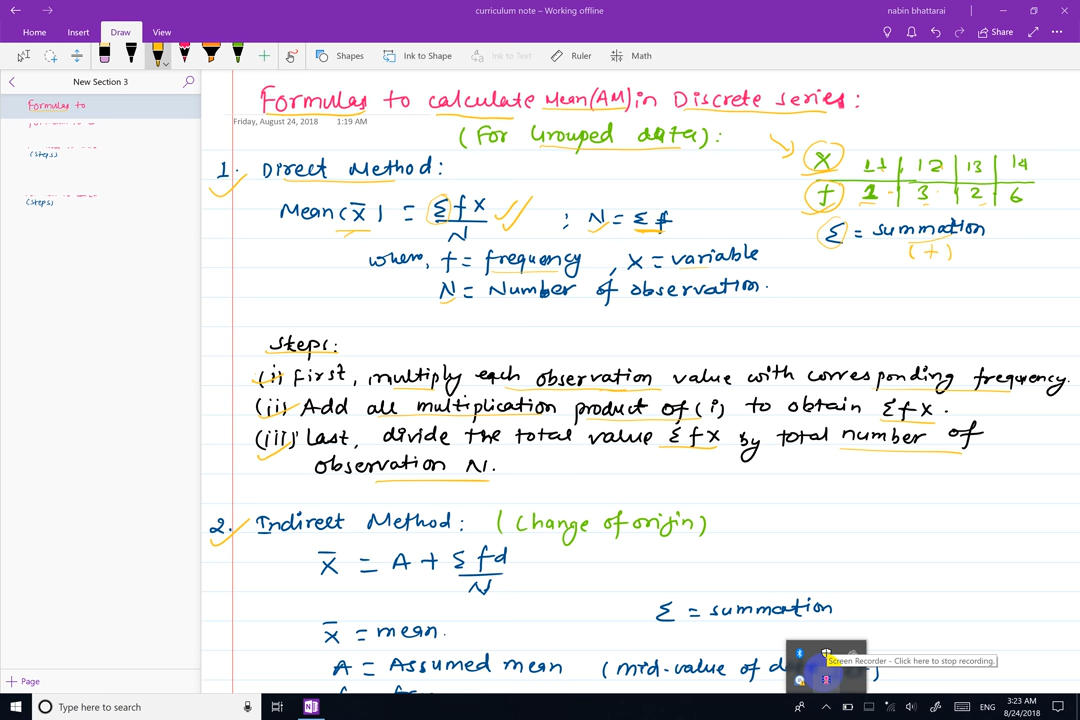 curriculum note – Working offline
nabin bhattarai
Home Insert Draw View
Share
Shapes Ink to Shape Ink to Text Ruler Math
New Section 3
Formulas to
(steps)
(steps)
Formulas to calculate Mean(AM) in Discrete series:
Friday, August 24, 2018 1:19 AM
(For Grouped data):
1. Direct Method:
X 11 12 13 14
f 1 3 2 6
Mean(x̄) = Σfx/N ; N = Σf
Σ = summation
(+)
where, f = frequency , X = variable
N = Number of observation.
Steps:
(i) First, multiply each observation value with corresponding frequency.
(ii) Add all multiplication product of (i) to obtain Σfx.
(iii) Last, divide the total value Σfx by total number of
observation N.
2. Indirect Method: (change of origin)
x̄ = A + Σfd/N
Σ = summation
x̄ = mean.
Screen Recorder - Click here to stop recording.
A = Assumed mean (mid-value of
+ Page
Type here to search
ENG
3:23 AM
8/24/2018